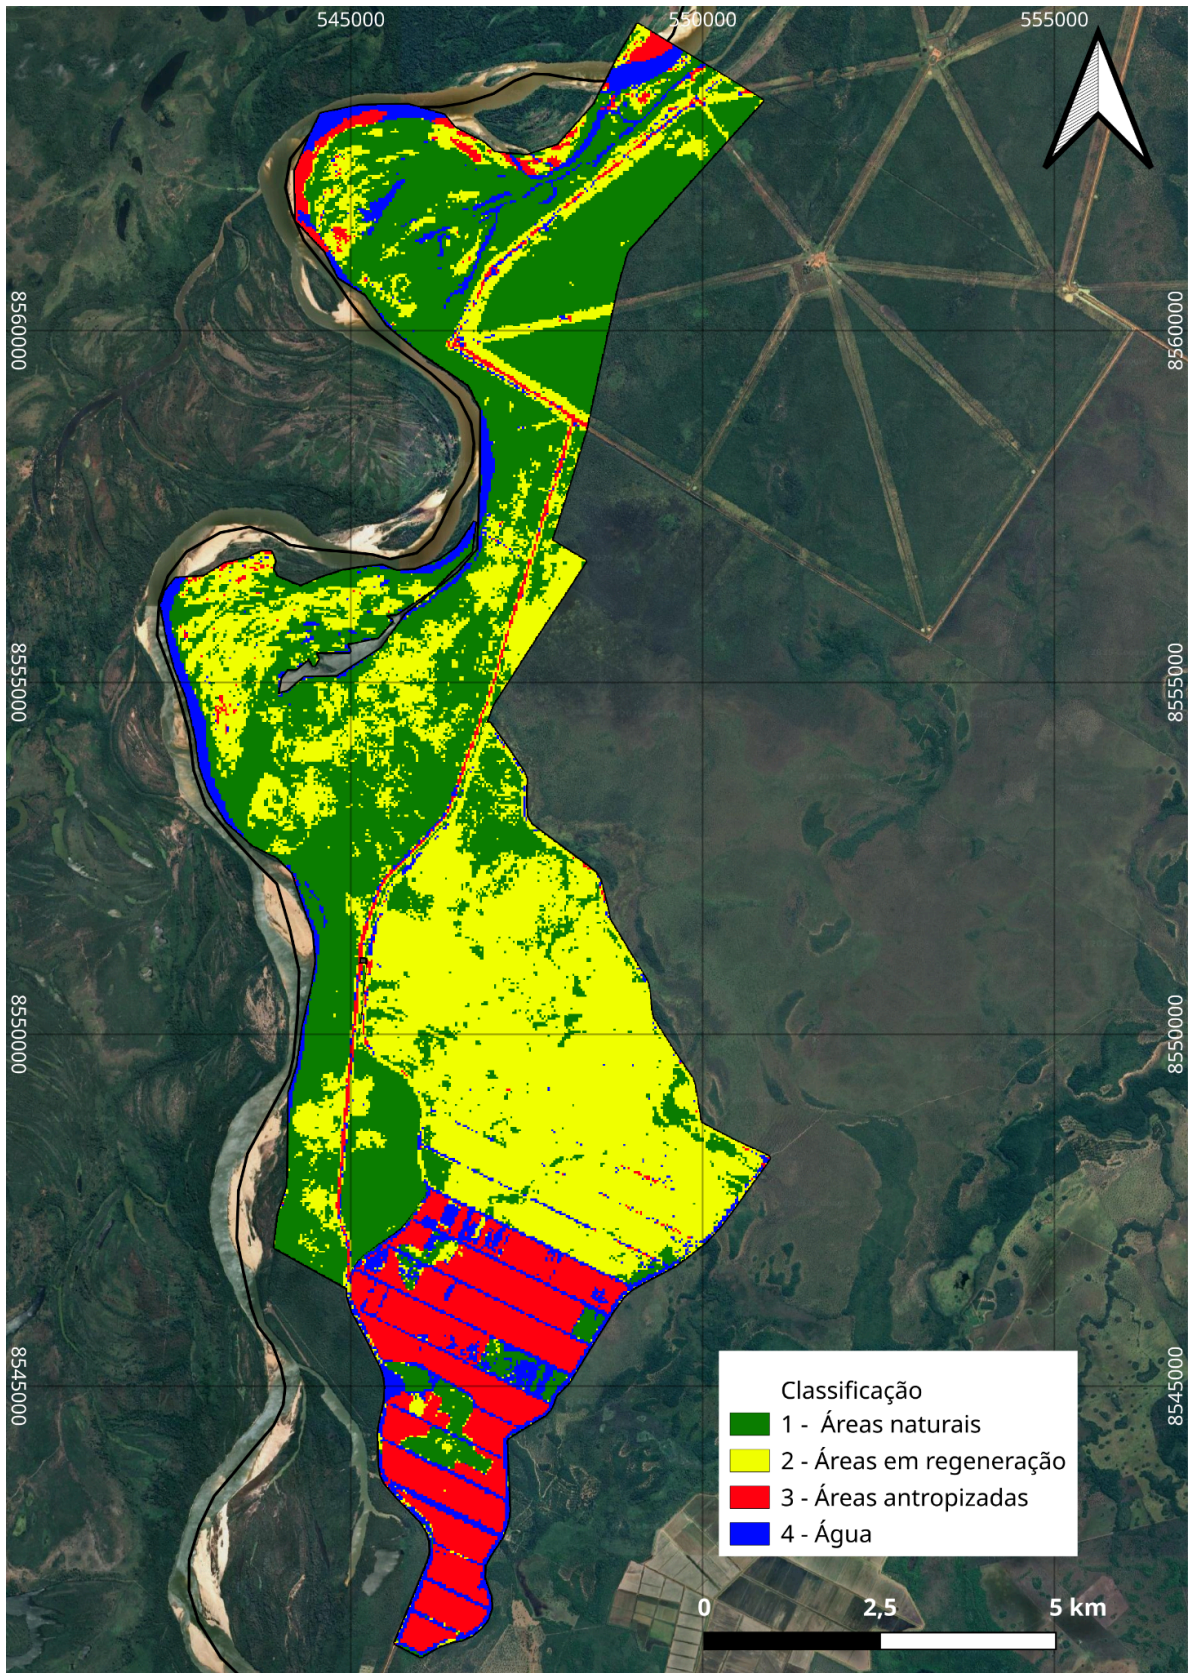 545000
550000
555000
8560000
8560000
8555000
8555000
8550000
8550000
8545000
8545000
Classificação
1 - Áreas naturais
2 - Áreas em regeneração
3 - Áreas antropizadas
4 - Água
0 2,5 5 km